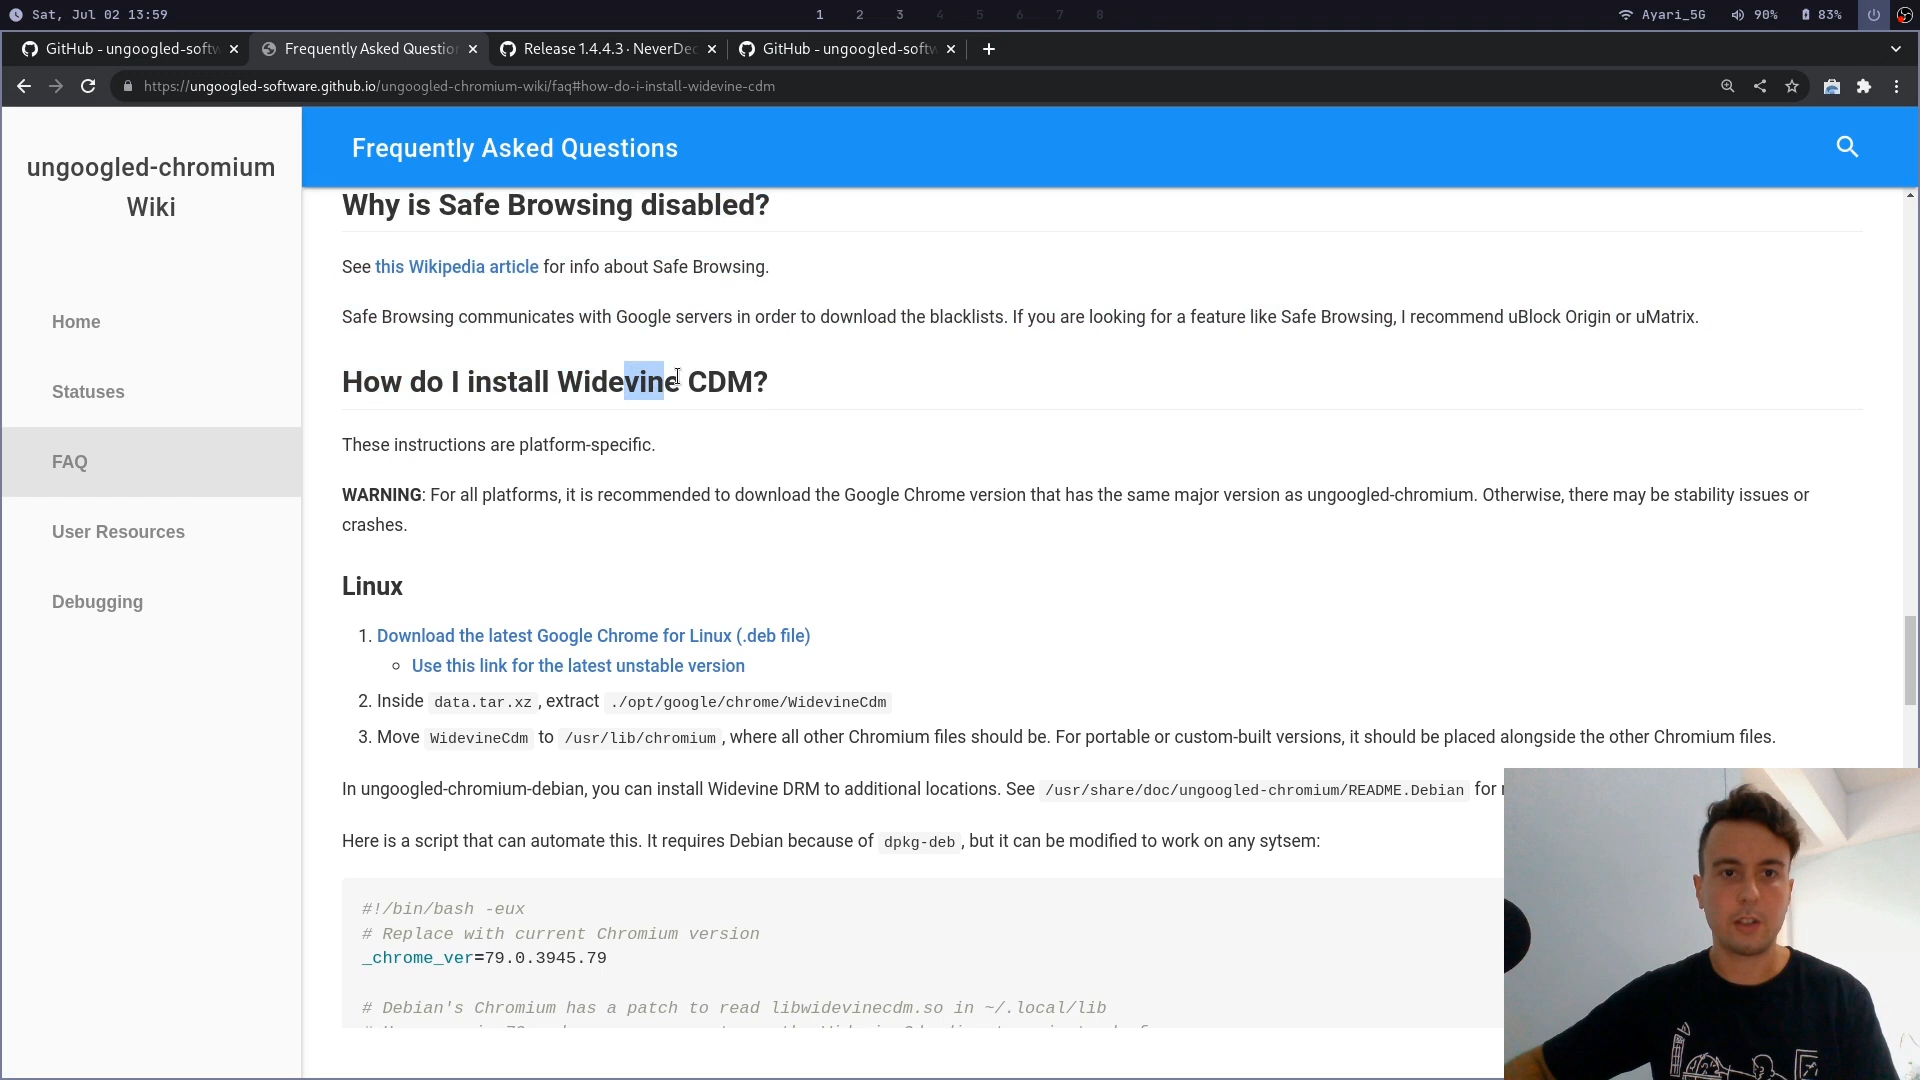 Sat, Jul 02 13:59
1 2 3 4 5 6 7 8
Ayari_5G 90% 83%
GitHub - ungoogled-softw
Frequently Asked Question
Release 1.4.4.3 · NeverDec
GitHub - ungoogled-softw
https://ungoogled-software.github.io/ungoogled-chromium-wiki/faq#how-do-i-install-widevine-cdm
ungoogled-chromium
Wiki
Home
Statuses
FAQ
User Resources
Debugging
Frequently Asked Questions
Why is Safe Browsing disabled?
See this Wikipedia article for info about Safe Browsing.
Safe Browsing communicates with Google servers in order to download the blacklists. If you are looking for a feature like Safe Browsing, I recommend uBlock Origin or uMatrix.
How do I install Widevine CDM?
These instructions are platform-specific.
WARNING: For all platforms, it is recommended to download the Google Chrome version that has the same major version as ungoogled-chromium. Otherwise, there may be stability issues or
crashes.
Linux
1. Download the latest Google Chrome for Linux (.deb file)
Use this link for the latest unstable version
2. Inside data.tar.xz , extract ./opt/google/chrome/WidevineCdm
3. Move WidevineCdm to /usr/lib/chromium , where all other Chromium files should be. For portable or custom-built versions, it should be placed alongside the other Chromium files.
In ungoogled-chromium-debian, you can install Widevine DRM to additional locations. See /usr/share/doc/ungoogled-chromium/README.Debian for
Here is a script that can automate this. It requires Debian because of dpkg-deb , but it can be modified to work on any sytsem:
#!/bin/bash -eux
# Replace with current Chromium version
_chrome_ver=79.0.3945.79
# Debian's Chromium has a patch to read libwidevinecdm.so in ~/.local/lib